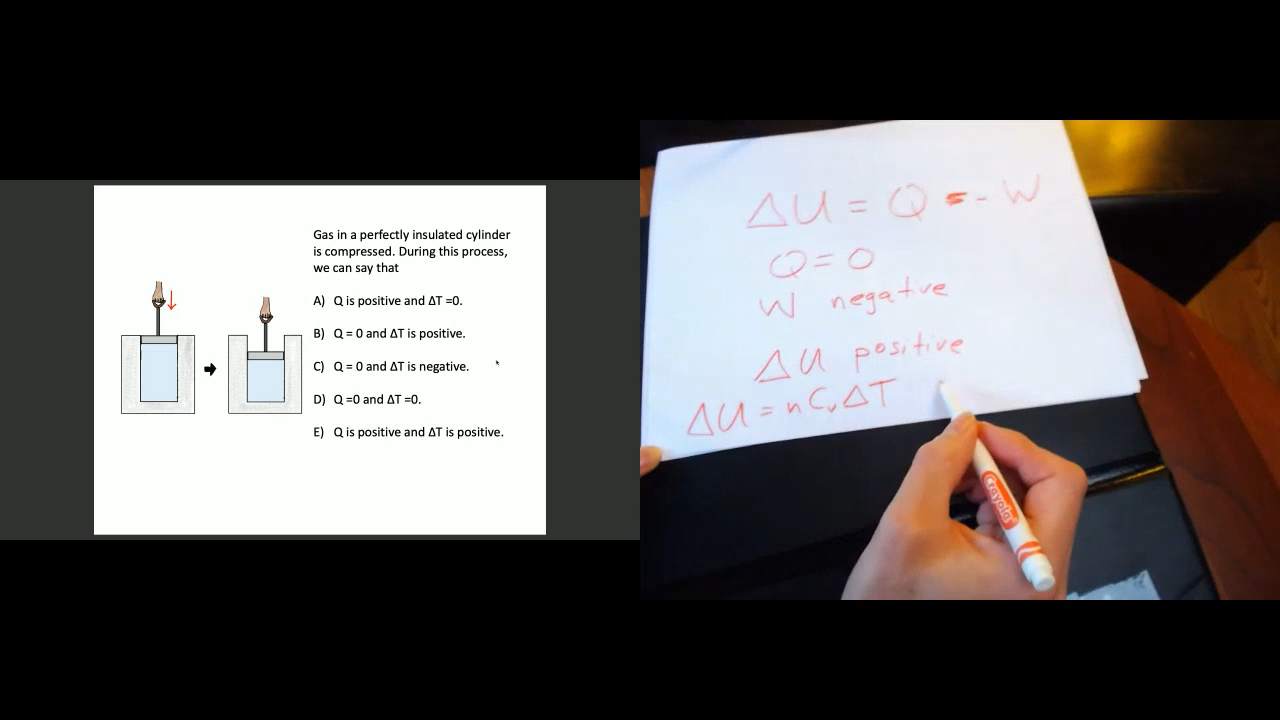 Gas in a perfectly insulated cylinder
is compressed. During this process,
we can say that
A) Q is positive and ΔT =0.
B) Q = 0 and ΔT is positive.
C) Q = 0 and ΔT is negative.
D) Q =0 and ΔT =0.
E) Q is positive and ΔT is positive.
ΔU = Q - W
Q = 0
W negative
ΔU positive
ΔU = n Cᵥ ΔT
Crayola